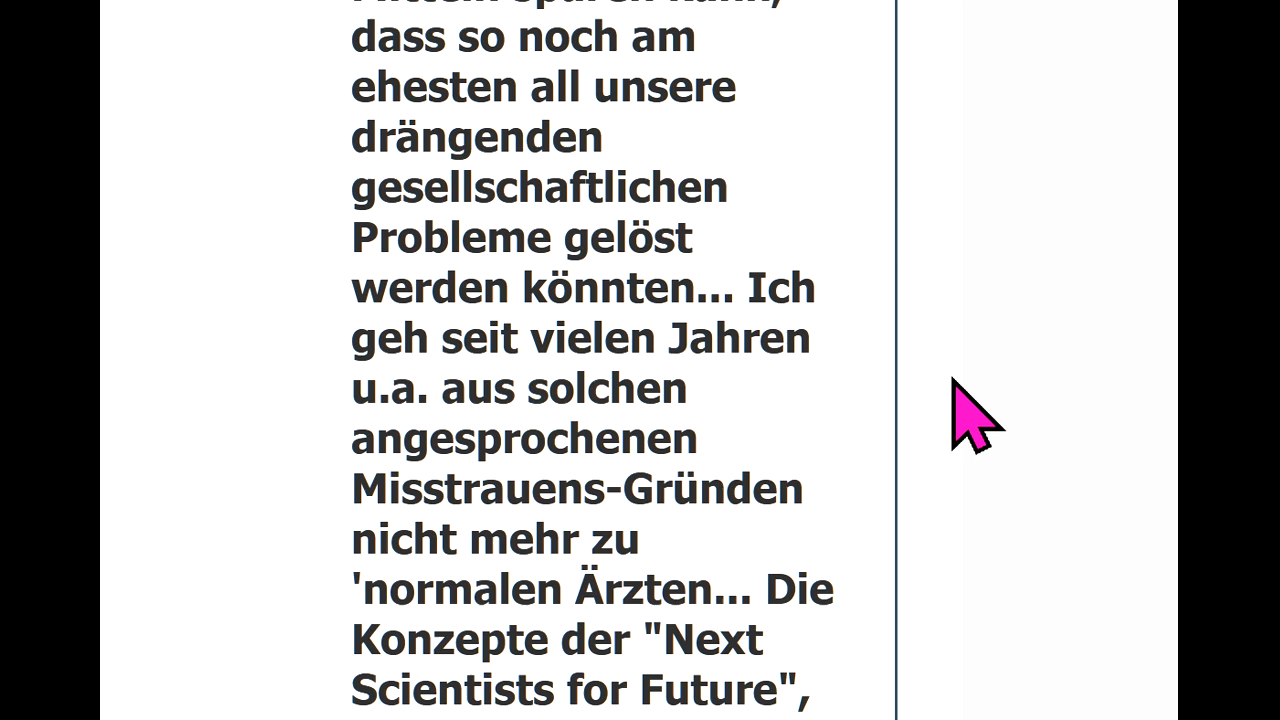 dass so noch am
ehesten all unsere
drängenden
gesellschaftlichen
Probleme gelöst
werden könnten... Ich
geh seit vielen Jahren
u.a. aus solchen
angesprochenen
Misstrauens-Gründen
nicht mehr zu
'normalen Ärzten... Die
Konzepte der "Next
Scientists for Future",